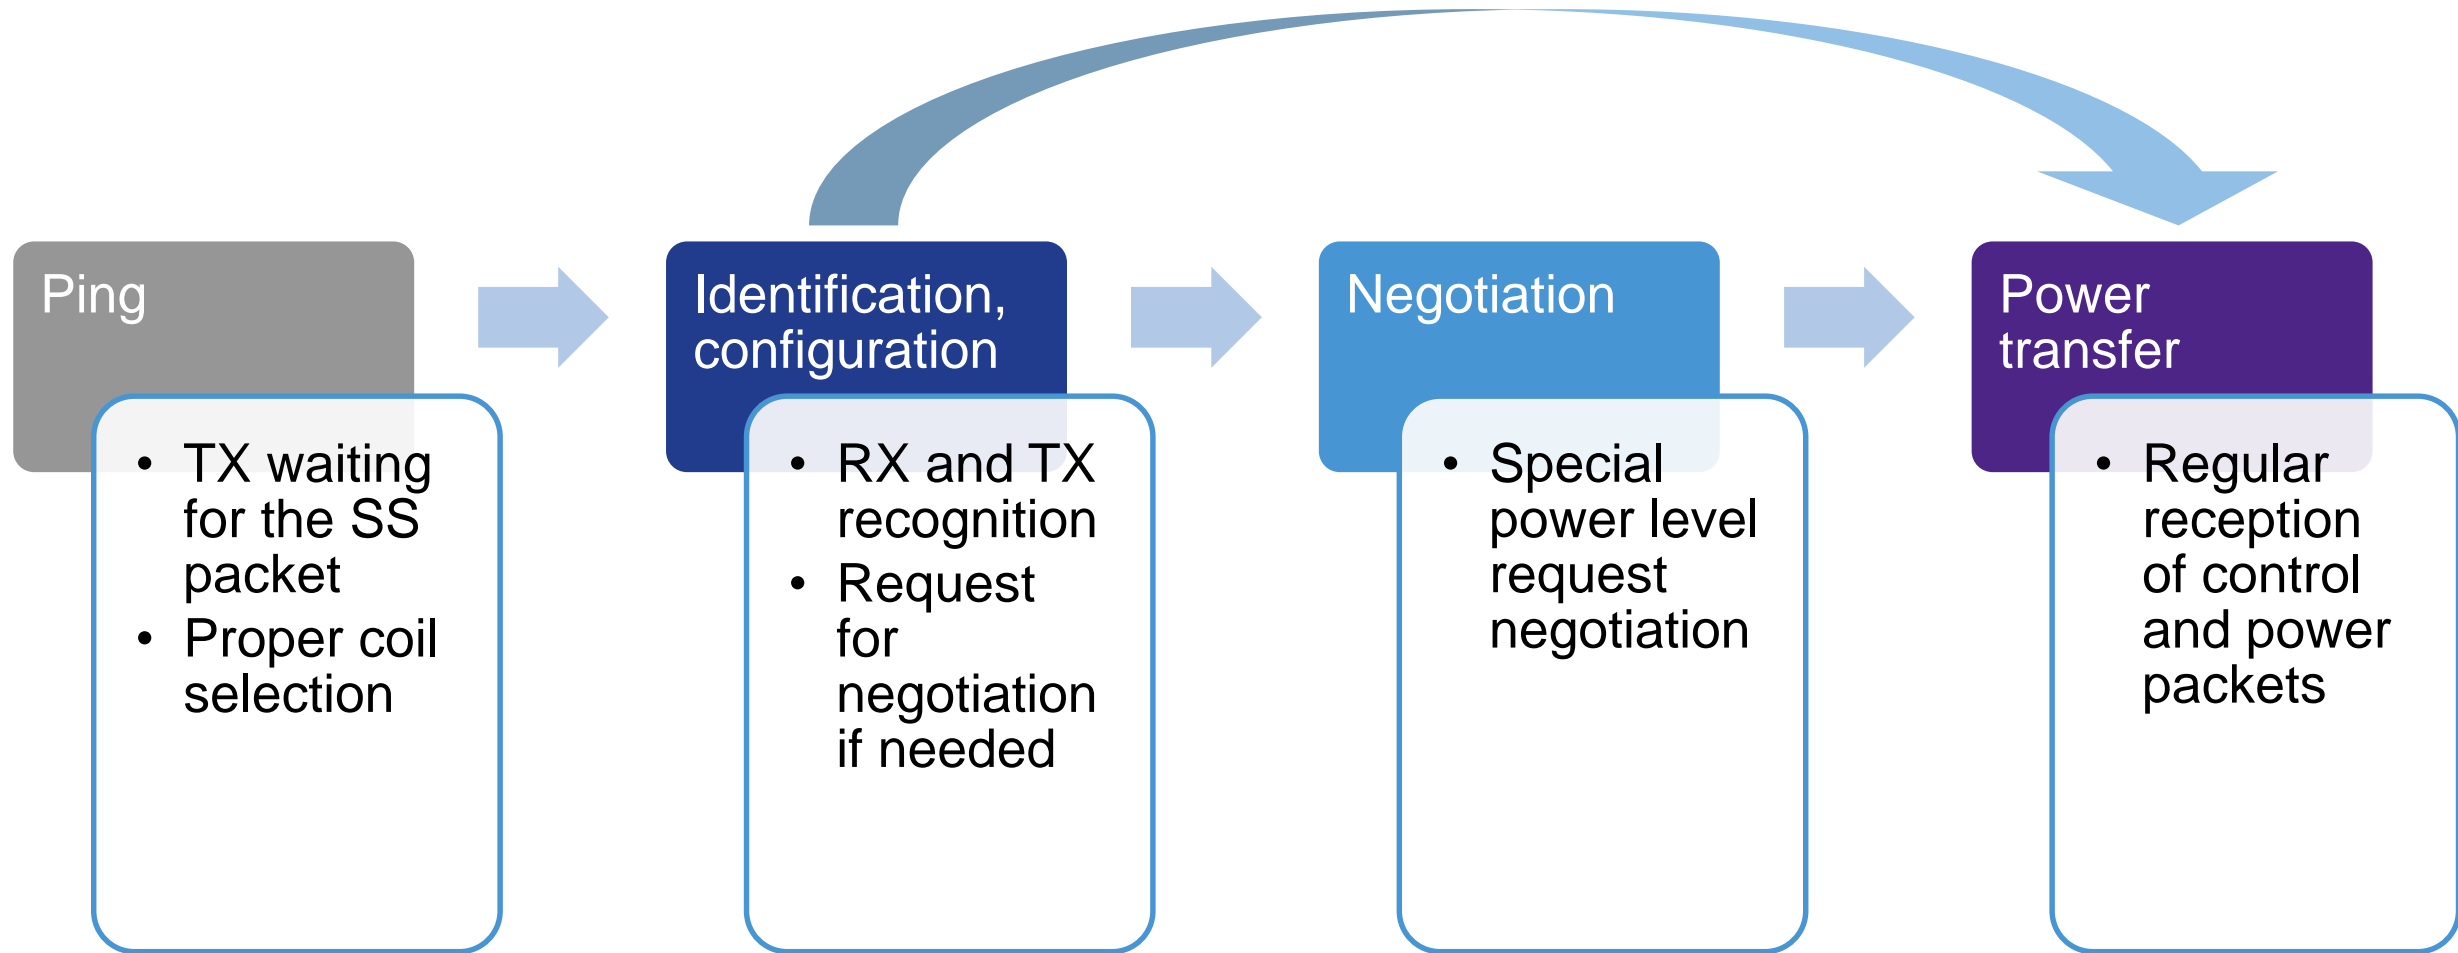 Ping
• TX waiting
for the SS
packet
• Proper coil
selection
Identification,
configuration
• RX and TX
recognition
• Request
for
negotiation
if needed
Negotiation
• Special
power level
request
negotiation
Power
transfer
• Regular
reception
of control
and power
packets